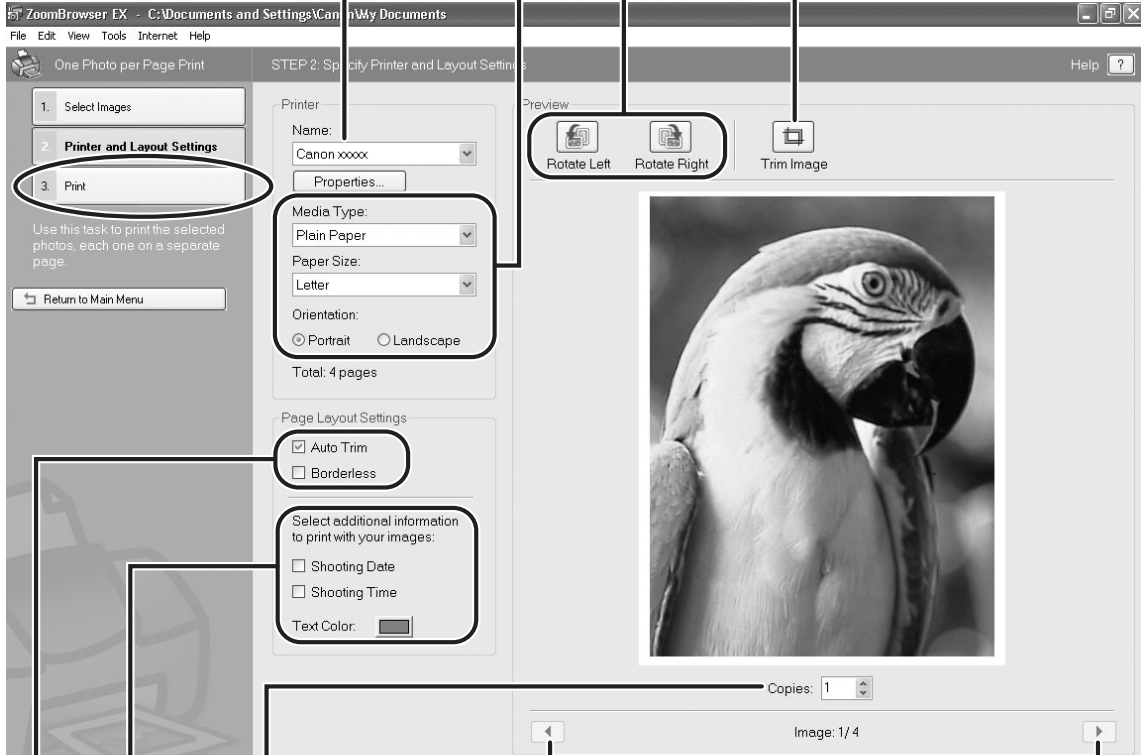 ZoomBrowser EX - C:\Documents and Settings\Canon\My Documents
File Edit View Tools Internet Help
One Photo per Page Print
STEP 2: Specify Printer and Layout Settings
Help ?
1. Select Images
2. Printer and Layout Settings
3. Print
Use this task to print the selected
photos, each one on a separate
page.
Return to Main Menu
Printer
Name:
Canon xxxxx
Properties...
Media Type:
Plain Paper
Paper Size:
Letter
Orientation:
Portrait Landscape
Total: 4 pages
Page Layout Settings
Auto Trim
Borderless
Select additional information
to print with your images:
Shooting Date
Shooting Time
Text Color:
Preview
Rotate Left Rotate Right Trim Image
Copies: 1
Image: 1/ 4